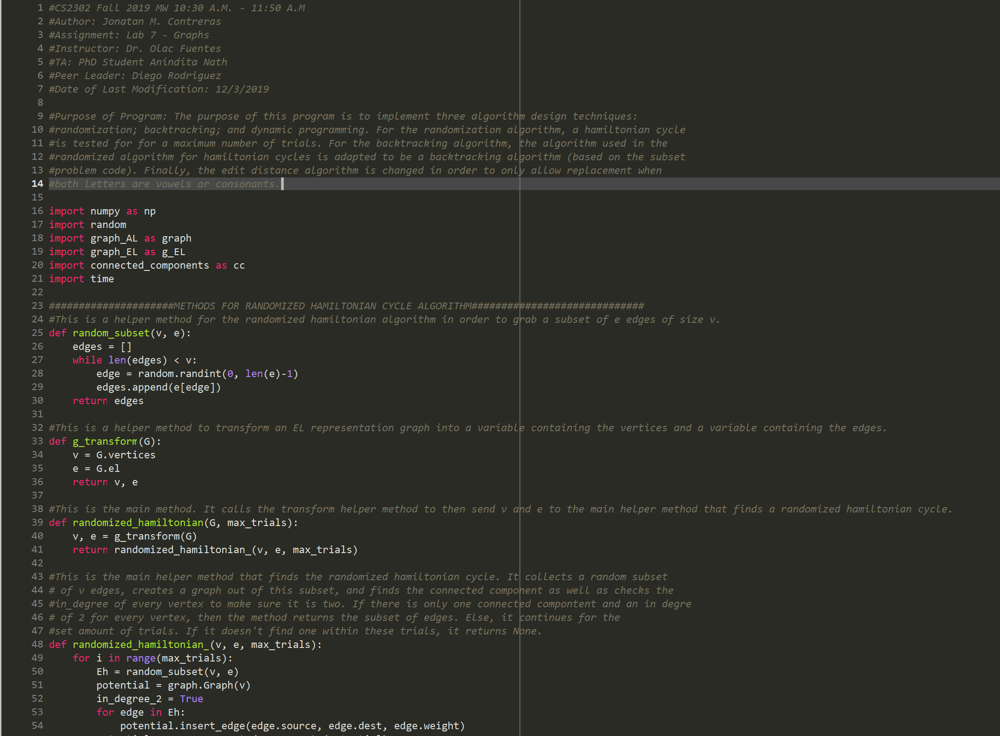 1 #CS2302 Fall 2019 MW 10:30 A.M. - 11:50 A.M
2 #Author: Jonatan M. Contreras
3 #Assignment: Lab 7 - Graphs
4 #Instructor: Dr. Olac Fuentes
5 #TA: PhD Student Anindita Nath
6 #Peer Leader: Diego Rodriguez
7 #Date of Last Modification: 12/3/2019
8
9 #Purpose of Program: The purpose of this program is to implement three algorithm design techniques:
10 #randomization; backtracking; and dynamic programming. For the randomization algorithm, a hamiltonian cycle
11 #is tested for for a maximum number of trials. For the backtracking algorithm, the algorithm used in the
12 #randomized algorithm for hamiltonian cycles is adapted to be a backtracking algorithm (based on the subset
13 #problem code). Finally, the edit distance algorithm is changed in order to only allow replacement when
14 #both letters are vowels or consonants.
15
16 import numpy as np
17 import random
18 import graph_AL as graph
19 import graph_EL as g_EL
20 import connected_components as cc
21 import time
22
23 #####################METHODS FOR RANDOMIZED HAMILTONIAN CYCLE ALGORITHM#############################
24 #This is a helper method for the randomized hamiltonian algorithm in order to grab a subset of e edges of size v.
25 def random_subset(v, e):
26     edges = []
27     while len(edges) < v:
28         edge = random.randint(0, len(e)-1)
29         edges.append(e[edge])
30     return edges
31
32 #This is a helper method to transform an EL representation graph into a variable containing the vertices and a variable containing the edges.
33 def g_transform(G):
34     v = G.vertices
35     e = G.el
36     return v, e
37
38 #This is the main method. It calls the transform helper method to then send v and e to the main helper method that finds a randomized hamiltonian cycle.
39 def randomized_hamiltonian(G, max_trials):
40     v, e = g_transform(G)
41     return randomized_hamiltonian_(v, e, max_trials)
42
43 #This is the main helper method that finds the randomized hamiltonian cycle. It collects a random subset
44 # of v edges, creates a graph out of this subset, and finds the connected component as well as checks the
45 #in_degree of every vertex to make sure it is two. If there is only one connected compontent and an in degre
46 # of 2 for every vertex, then the method returns the subset of edges. Else, it continues for the
47 #set amount of trials. If it doesn't find one within these trials, it returns None.
48 def randomized_hamiltonian_(v, e, max_trials):
49     for i in range(max_trials):
50         Eh = random_subset(v, e)
51         potential = graph.Graph(v)
52         in_degree_2 = True
53         for edge in Eh:
54             potential.insert_edge(edge.source, edge.dest, edge.weight)